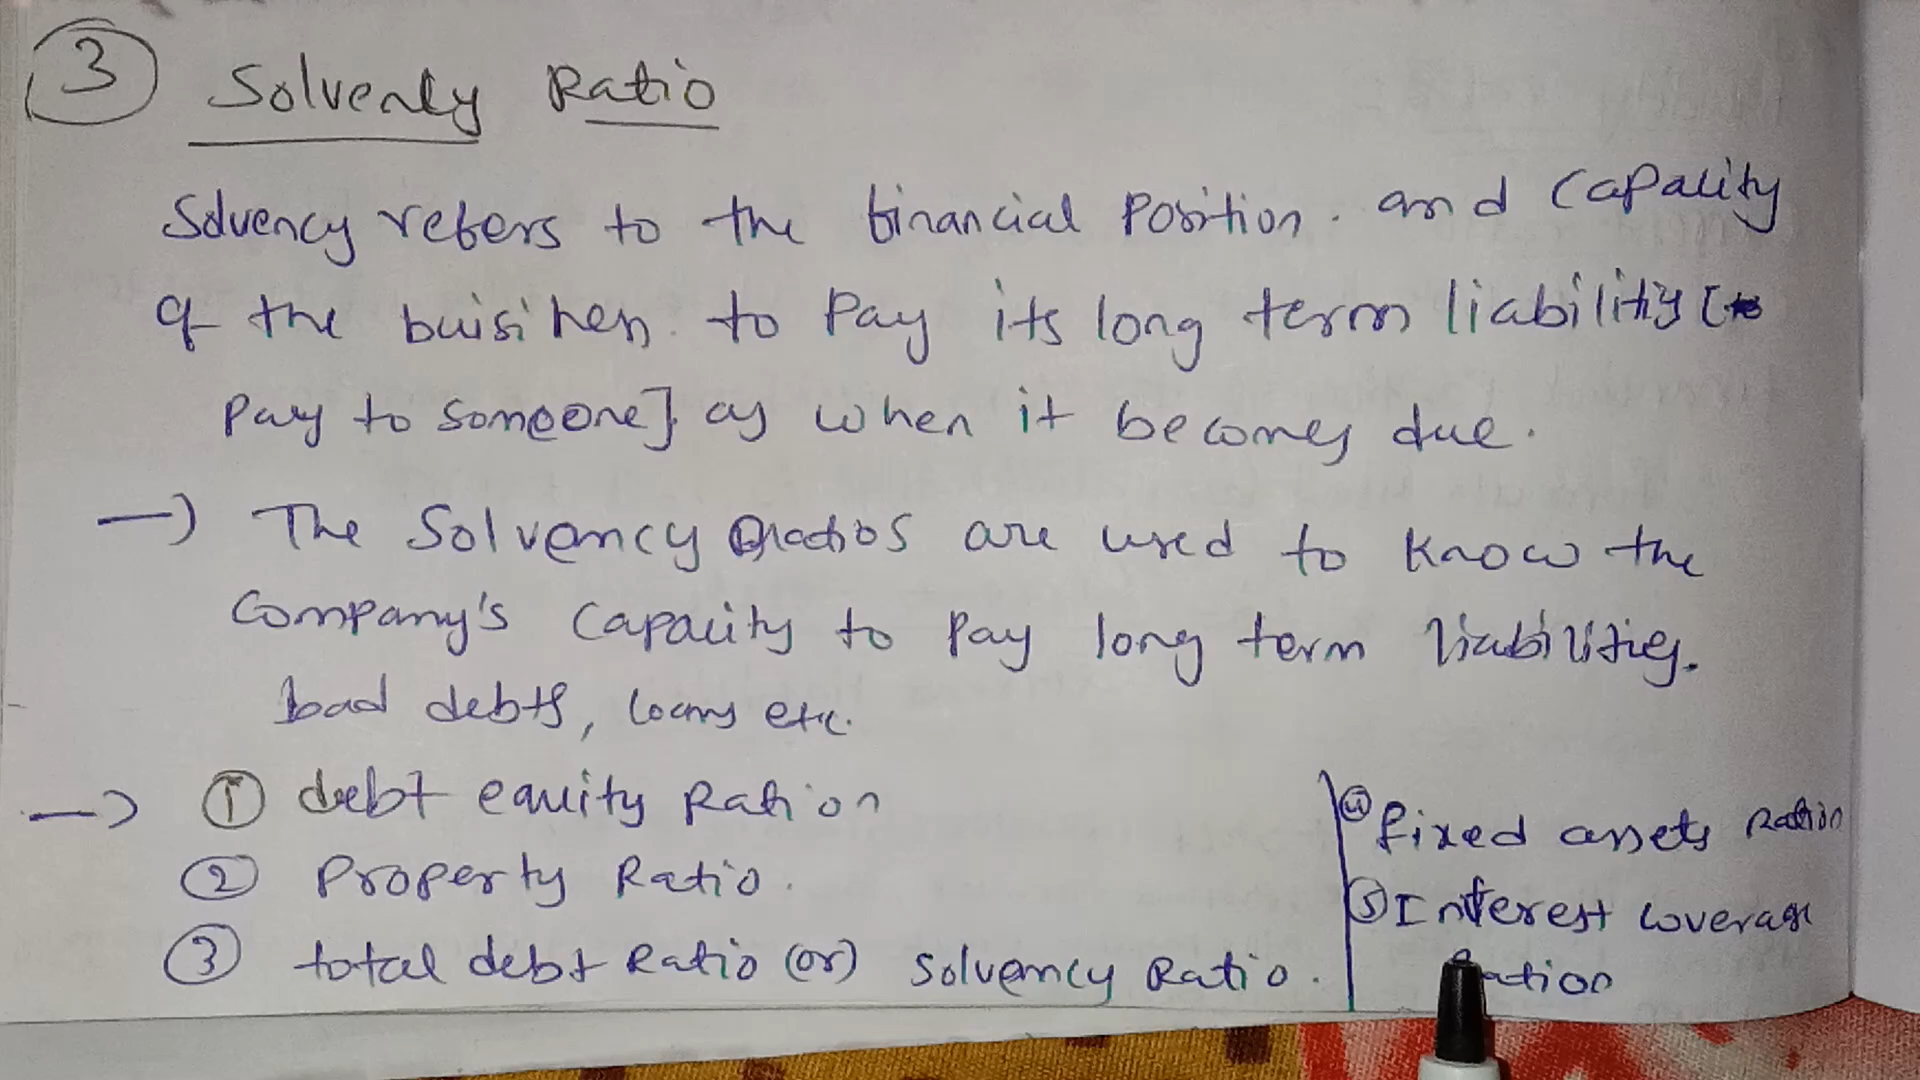 3 Solvency Ratio
Solvency refers to the financial position. and Capacity
of the buisiness. to Pay its long term liability [to
Pay to someone] as when it becomes due.
→ The Solvency Ratios are used to know the
Company's Capacity to Pay long term liabilities.
bad debts, loans etc.
→ 1 debt equity Ration
2 Property Ratio.
3 total debt Ratio (or) Solvency Ratio.
4 fixed assets Ration
5 Interest coverage
Ration